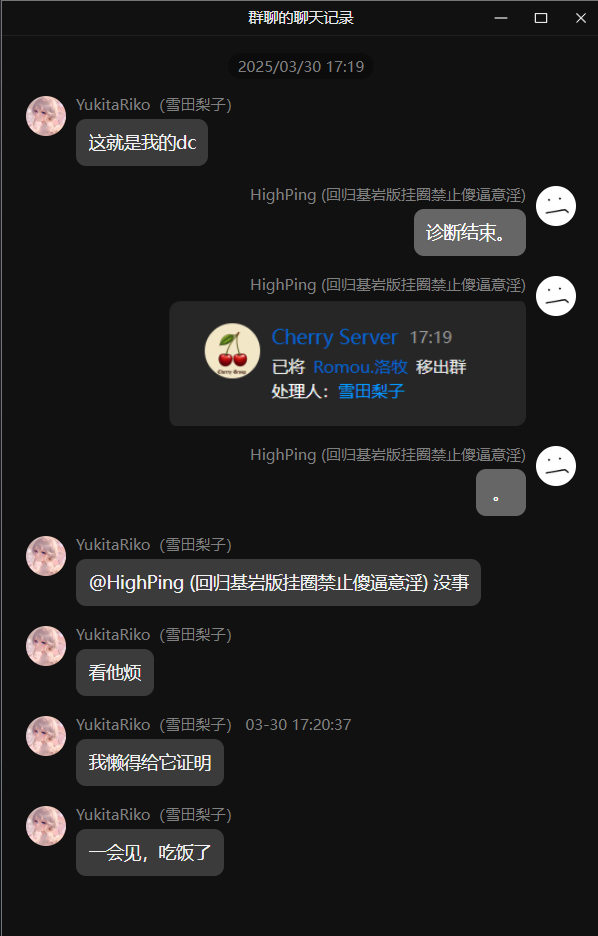 群聊的聊天记录
2025/03/30 17:19
YukitaRiko（雪田梨子）
这就是我的dc
HighPing (回归基岩版挂圈禁止傻逼意淫)
诊断结束。
HighPing (回归基岩版挂圈禁止傻逼意淫)
Cherry Server 17:19
已将 Romou.洛牧 移出群
处理人：雪田梨子
Cherry Group
HighPing (回归基岩版挂圈禁止傻逼意淫)
。
YukitaRiko（雪田梨子）
@HighPing (回归基岩版挂圈禁止傻逼意淫) 没事
YukitaRiko（雪田梨子）
看他烦
YukitaRiko（雪田梨子） 03-30 17:20:37
我懒得给它证明
YukitaRiko（雪田梨子）
一会见，吃饭了